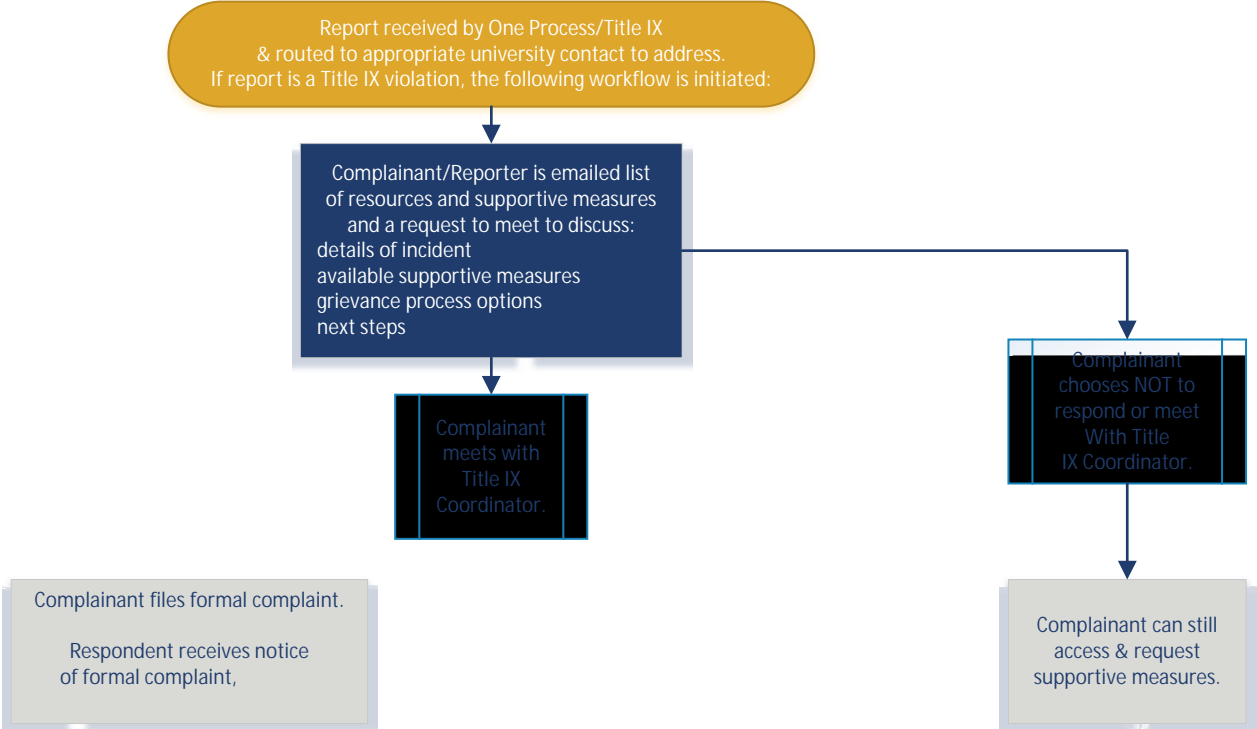 Report received by One Process/Title IX
& routed to appropriate university contact to address.
If report is a Title IX violation, the following workflow is initiated:
Complainant/Reporter is emailed list
of resources and supportive measures
and a request to meet to discuss:
details of incident
available supportive measures
grievance process options
next steps
Complainant
meets with
Title IX
Coordinator.
Complainant
chooses NOT to
respond or meet
With Title
IX Coordinator.
Complainant files formal complaint.
Respondent receives notice
of formal complaint,
Complainant can still
access & request
supportive measures.